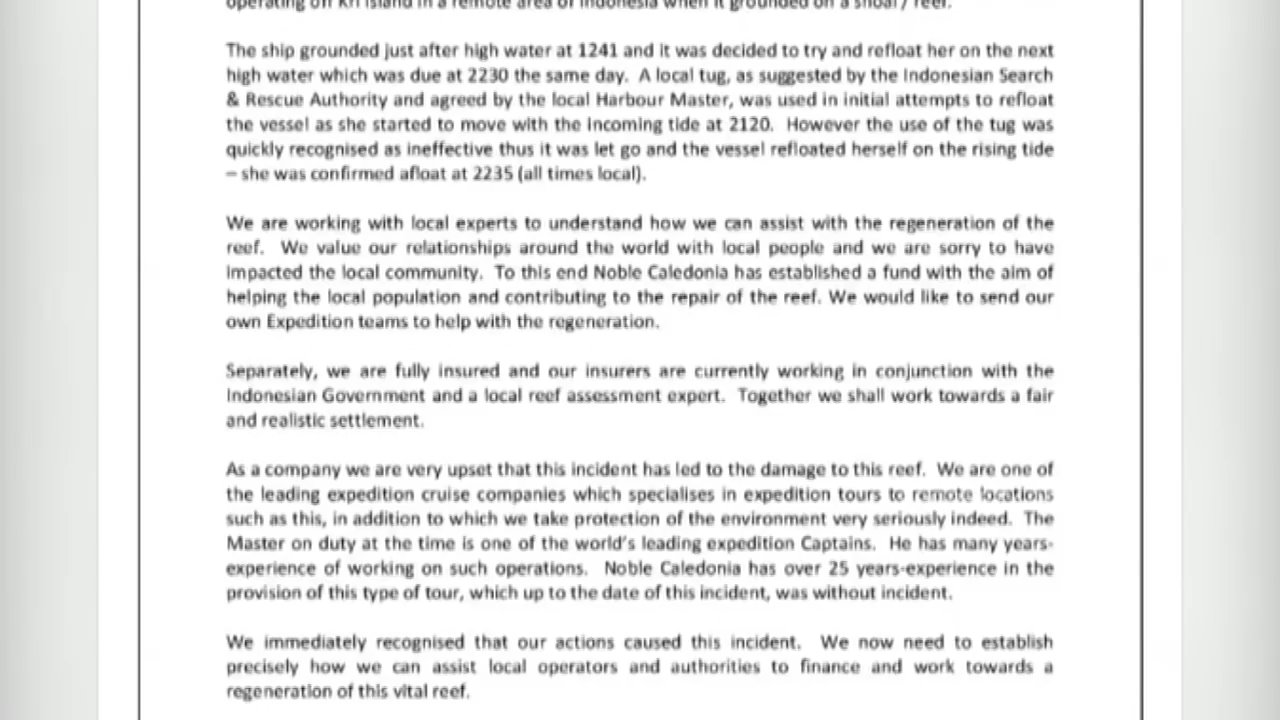 operating off Kri Island in a remote area of Indonesia when it grounded on a shoal / reef.
The ship grounded just after high water at 1241 and it was decided to try and refloat her on the next
high water which was due at 2230 the same day. A local tug, as suggested by the Indonesian Search
& Rescue Authority and agreed by the local Harbour Master, was used in initial attempts to refloat
the vessel as she started to move with the incoming tide at 2120. However the use of the tug was
quickly recognised as ineffective thus it was let go and the vessel refloated herself on the rising tide
– she was confirmed afloat at 2235 (all times local).
We are working with local experts to understand how we can assist with the regeneration of the
reef. We value our relationships around the world with local people and we are sorry to have
impacted the local community. To this end Noble Caledonia has established a fund with the aim of
helping the local population and contributing to the repair of the reef. We would like to send our
own Expedition teams to help with the regeneration.
Separately, we are fully insured and our insurers are currently working in conjunction with the
Indonesian Government and a local reef assessment expert. Together we shall work towards a fair
and realistic settlement.
As a company we are very upset that this incident has led to the damage to this reef. We are one of
the leading expedition cruise companies which specialises in expedition tours to remote locations
such as this, in addition to which we take protection of the environment very seriously indeed. The
Master on duty at the time is one of the world's leading expedition Captains. He has many years-
experience of working on such operations. Noble Caledonia has over 25 years-experience in the
provision of this type of tour, which up to the date of this incident, was without incident.
We immediately recognised that our actions caused this incident. We now need to establish
precisely how we can assist local operators and authorities to finance and work towards a
regeneration of this vital reef.